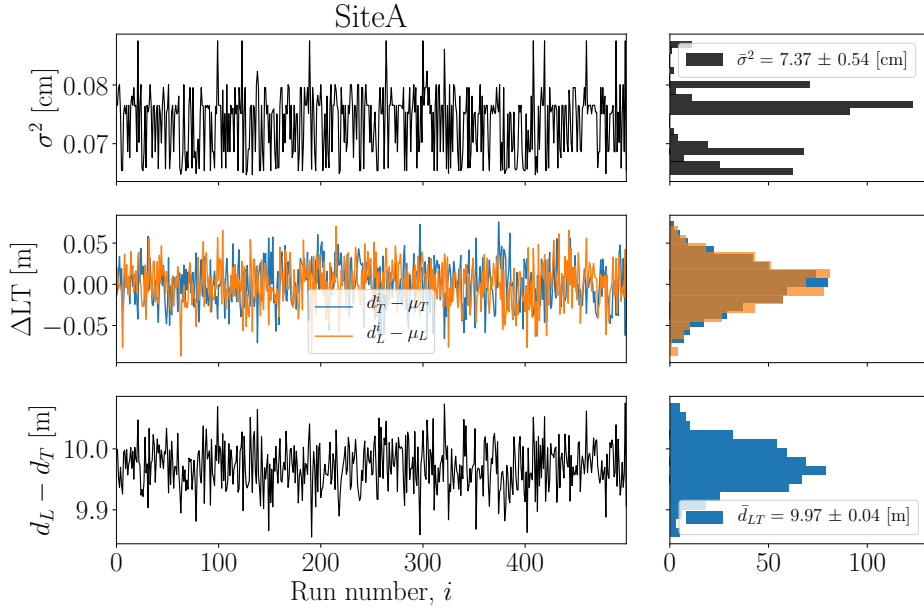 SiteA
σ² [cm]
0.08
0.07
σ̄² = 7.37 ± 0.54 [cm]
ΔLT [m]
0.05
0.00
−0.05
d_T^i − μ_T
d_L^i − μ_L
d_L − d_T [m]
10.0
9.9
d̄_LT = 9.97 ± 0.04 [m]
0 100 200 300 400
0 50 100
Run number, i